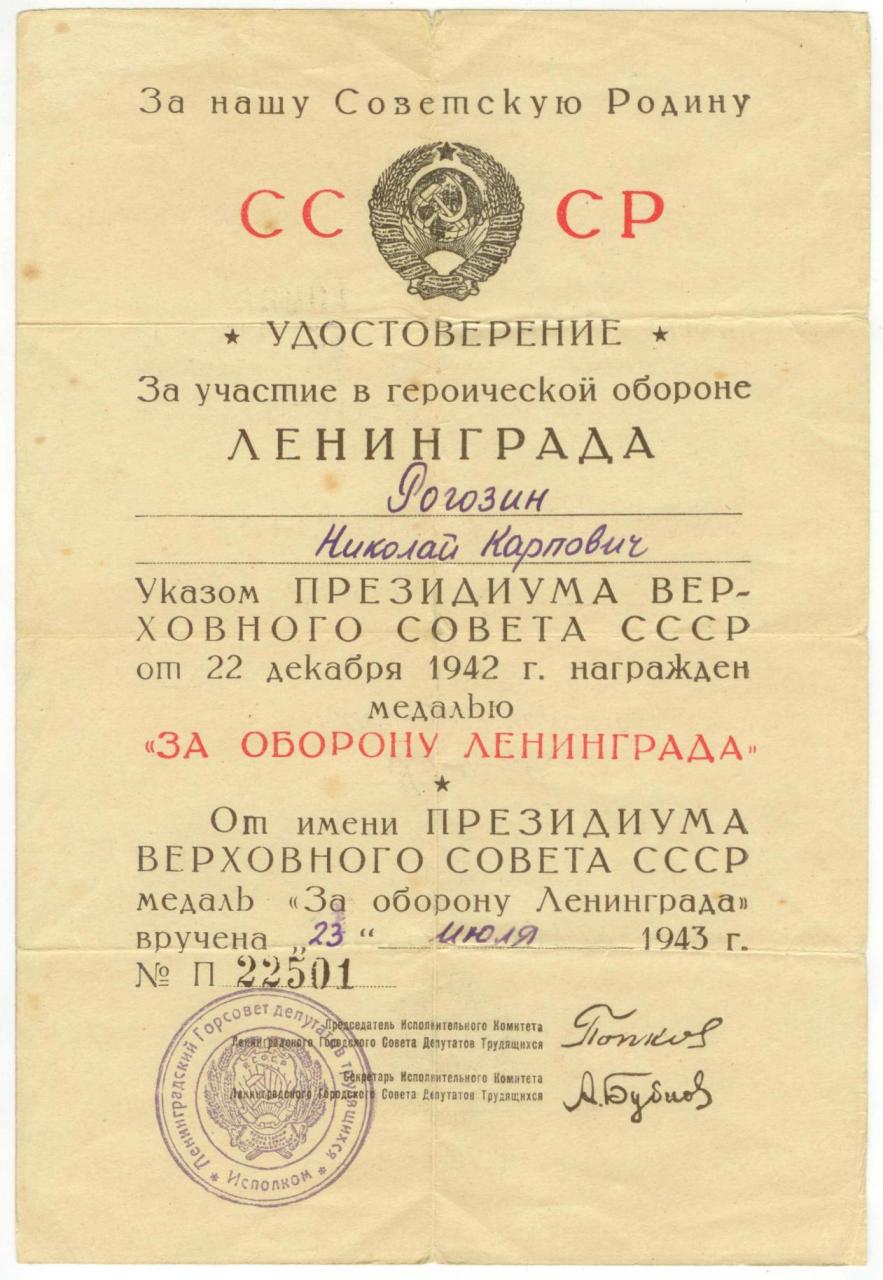 За нашу Советскую Родину
СС СР
★ УДОСТОВЕРЕНИЕ ★
За участие в героической обороне
ЛЕНИНГРАДА
Рогозин
Николай Карпович
Указом ПРЕЗИДИУМА ВЕР-
ХОВНОГО СОВЕТА СССР
от 22 декабря 1942 г. награжден
медалью
«ЗА ОБОРОНУ ЛЕНИНГРАДА»
★
От имени ПРЕЗИДИУМА
ВЕРХОВНОГО СОВЕТА СССР
медаль «За оборону Ленинграда»
вручена „23“ июля 1943 г.
№ П 22501
Председатель Исполнительного Комитета
Ленинградского Городского Совета Депутатов Трудящихся
Попков
Секретарь Исполнительного Комитета
Ленинградского Городского Совета Депутатов Трудящихся
А. Бубнов
Ленинградский Горсовет депутатов трудящихся
★ Исполком ★
РСФСР